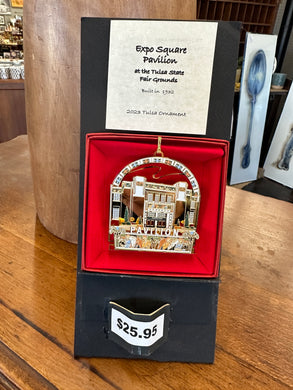 Expo Square
Pavilion
at the Tulsa State
Fair Grounds
Built in 1932
2023 Tulsa Ornament
PAVILION
$25.95